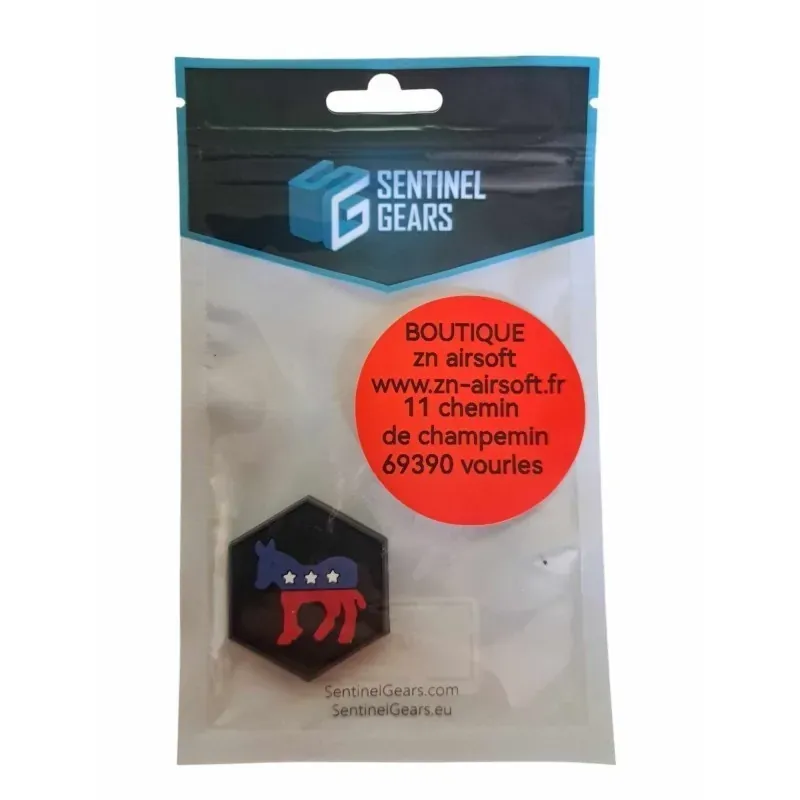 SENTINEL
GEARS
BOUTIQUE
zn airsoft
www.zn-airsoft.fr
11 chemin
de champemin
69390 vourles
SentinelGears.com
SentinelGears.eu